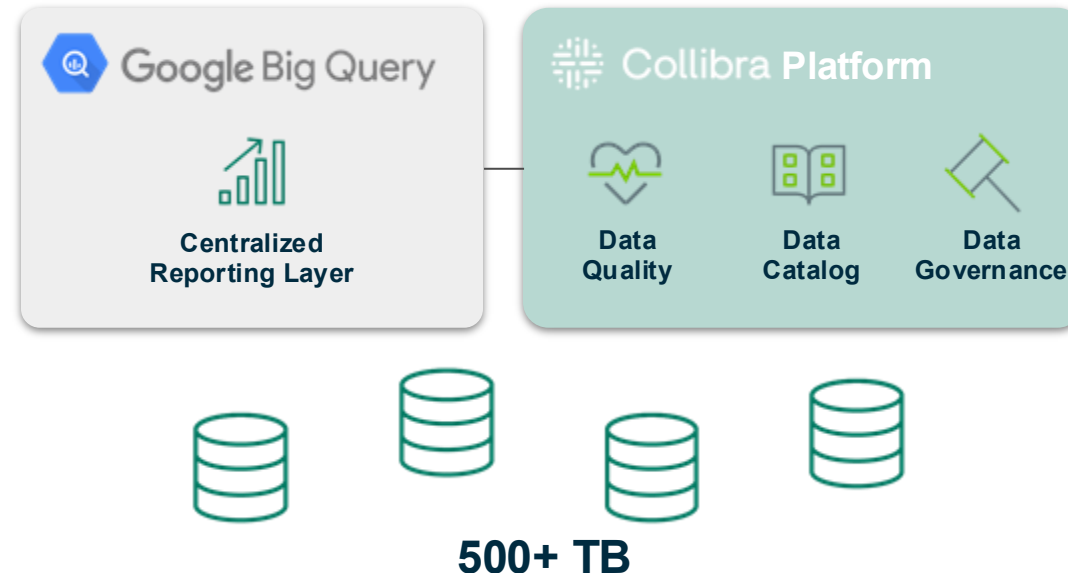 Google Big Query
Collibra Platform
Centralized
Reporting Layer
Data
Quality
Data
Catalog
Data
Governance
500+ TB